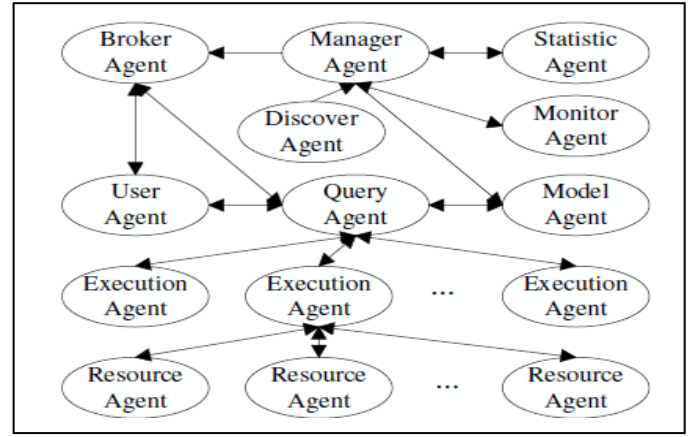 Broker
Agent
Manager
Agent
Statistic
Agent
Discover
Agent
Monitor
Agent
User
Agent
Query
Agent
Model
Agent
Execution
Agent
Execution
Agent
...
Execution
Agent
Resource
Agent
Resource
Agent
...
Resource
Agent